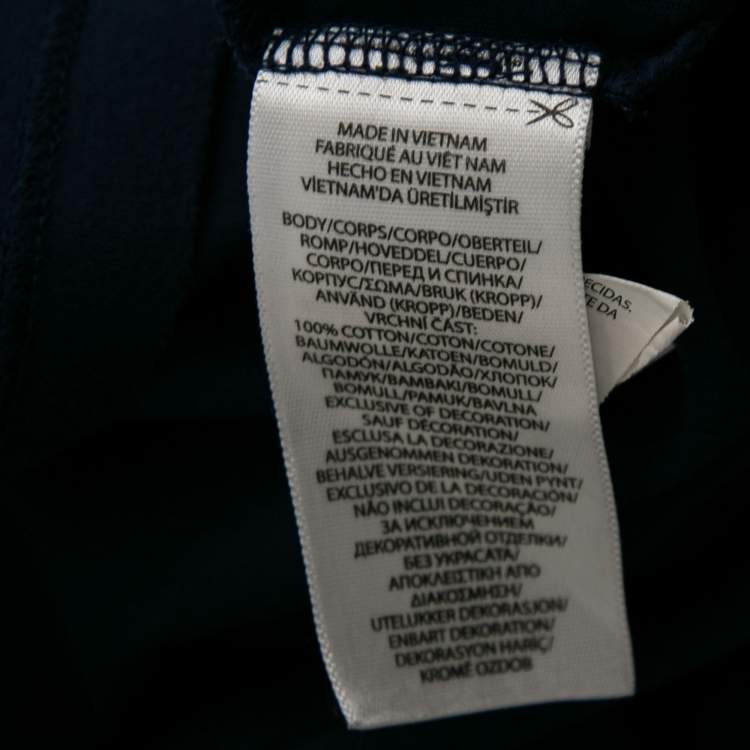 MADE IN VIETNAM
FABRIQUÉ AU VIÊT NAM
HECHO EN VIETNAM
VİETNAM'DA ÜRETİLMİŞTİR
BODY/CORPS/CORPO/OBERTEIL/
ROMP/HOVEDDEL/CUERPO/
CORPO/ПЕРЕД И СПИНКА/
КОРПУС/ΣΩΜΑ/BRUK (KROPP)/
ANVÄND (KROPP)/BEDEN/
VRCHNÍ ČÁST:
100% COTTON/COTON/COTONE/
BAUMWOLLE/KATOEN/BOMULD/
ALGODÓN/ALGODÃO/ХЛОПОК/
ПАМУК/ΒΑΜΒΑΚΙ/BOMULL/
BOMULL/PAMUK/BAVLNA
EXCLUSIVE OF DECORATION/
SAUF DÉCORATION/
ESCLUSA LA DECORAZIONE/
AUSGENOMMEN DEKORATION/
BEHALVE VERSIERING/UDEN PYNT/
EXCLUSIVO DE LA DECORACIÓN/
NÃO INCLUI DECORAÇÃO/
ЗА ИСКЛЮЧЕНИЕМ
ДЕКОРАТИВНОЙ ОТДЕЛКИ/
БЕЗ УКРАСАТА/
ΑΠΟΚΛΕΙΣΤΙΚΗ ΑΠΟ
ΔΙΑΚΟΣΜΗΣΗ/
UTELUKKER DEKORASJON/
ENBART DEKORATION/
DEKORASYON HARİÇ/
KROMĚ OZDOB
ECIDAS.
TE DA